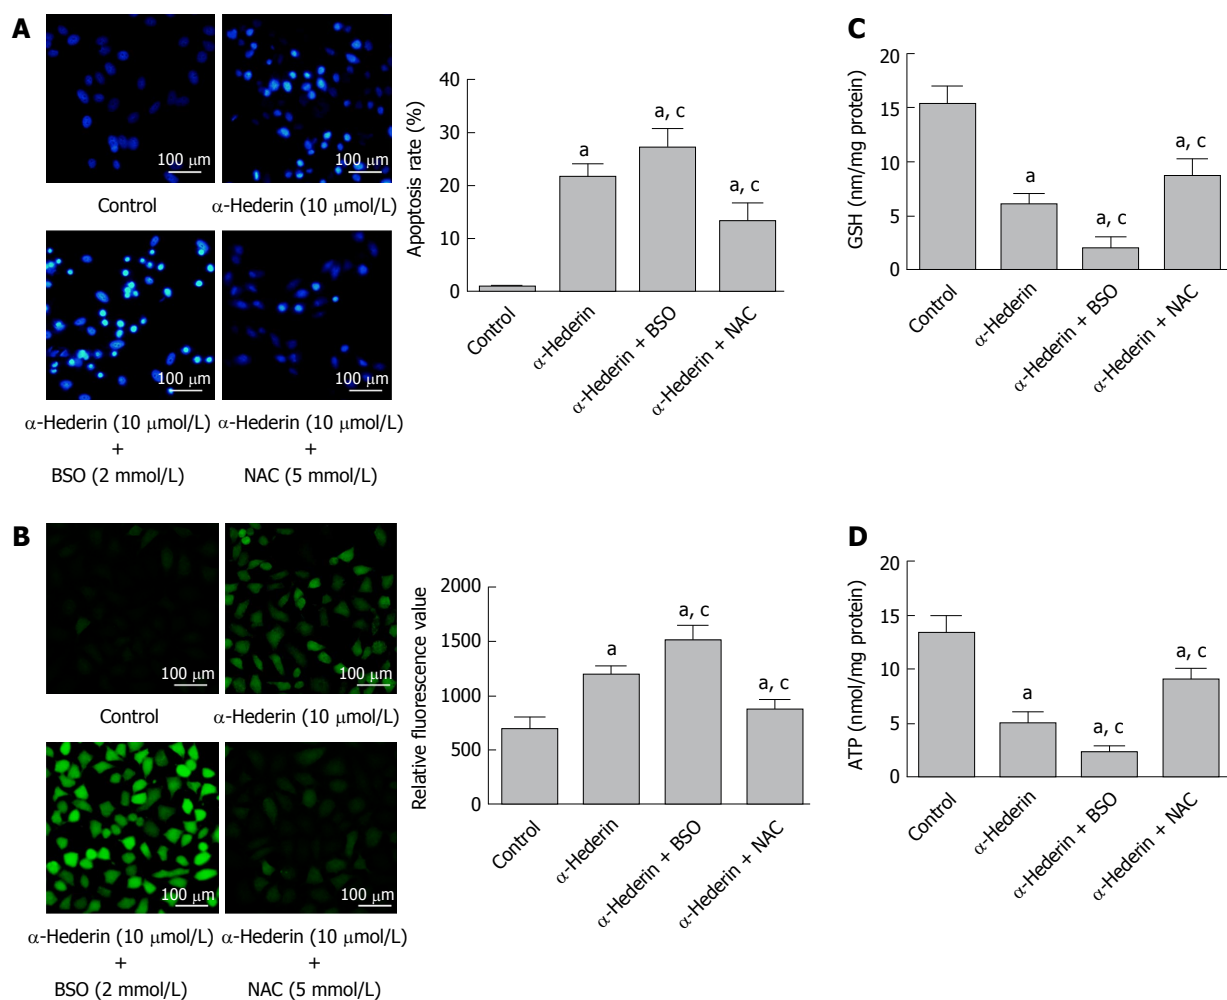 A
100 μm
100 μm
Control
α-Hederin (10 μmol/L)
100 μm
100 μm
α-Hederin (10 μmol/L)
+
BSO (2 mmol/L)
α-Hederin (10 μmol/L)
+
NAC (5 mmol/L)
Apoptosis rate (%)
40
30
20
10
0
a
a, c
a, c
Control
α-Hederin
α-Hederin + BSO
α-Hederin + NAC
B
100 μm
100 μm
Control
α-Hederin (10 μmol/L)
100 μm
100 μm
α-Hederin (10 μmol/L)
+
BSO (2 mmol/L)
α-Hederin (10 μmol/L)
+
NAC (5 mmol/L)
Relative fluorescence value
2000
1500
1000
500
0
a
a, c
a, c
Control
α-Hederin
α-Hederin + BSO
α-Hederin + NAC
C
GSH (nm/mg protein)
20
15
10
5
0
a
a, c
a, c
Control
α-Hederin
α-Hederin + BSO
α-Hederin + NAC
D
ATP (nmol/mg protein)
20
15
10
5
0
a
a, c
a, c
Control
α-Hederin
α-Hederin + BSO
α-Hederin + NAC